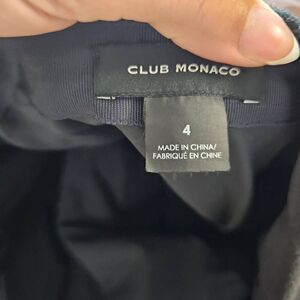 CLUB MONACO
4
MADE IN CHINA/
FABRIQUÉ EN CHINE